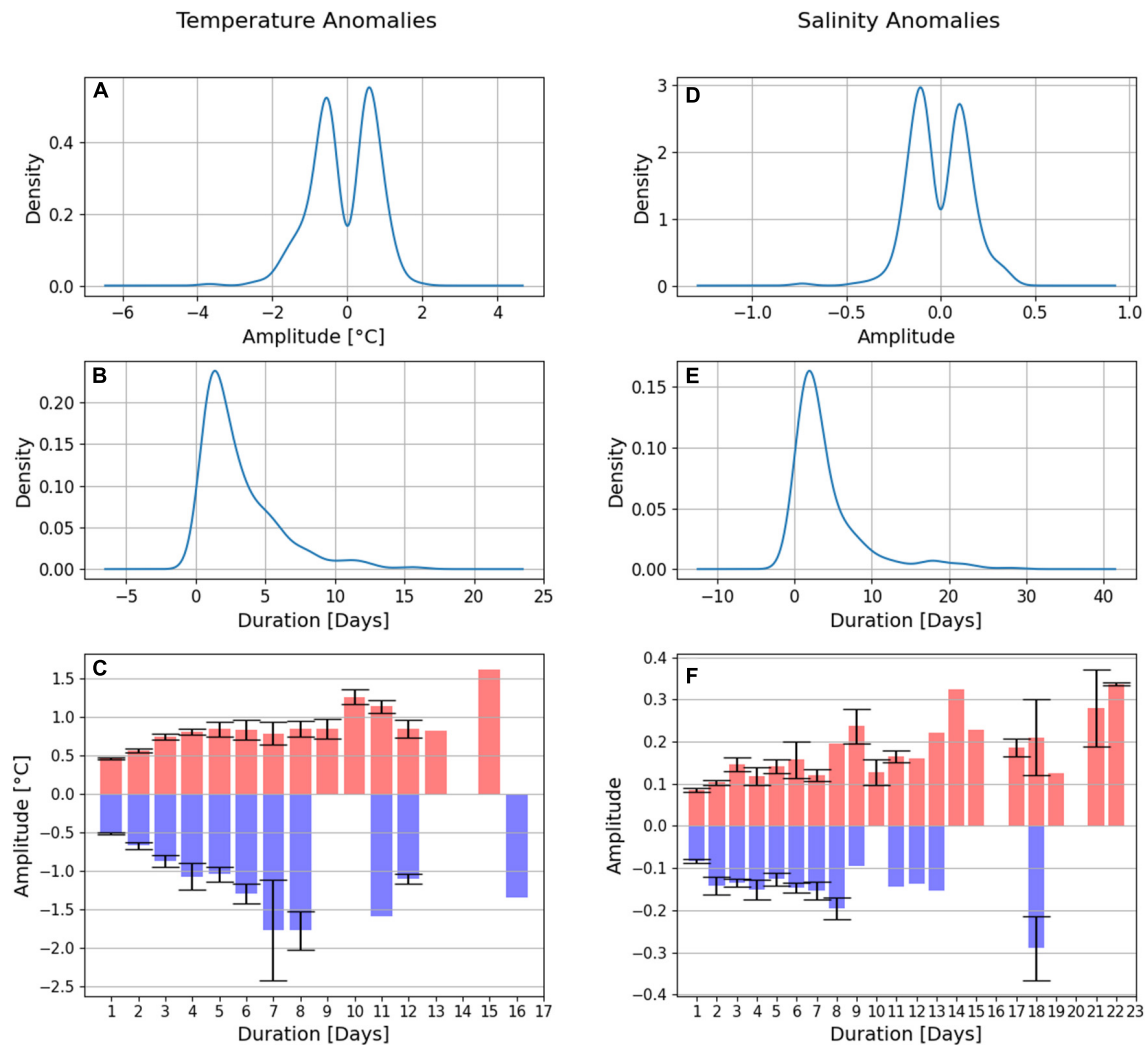 Temperature Anomalies
Salinity Anomalies
A
Density
0.4
0.2
0.0
−6 −4 −2 0 2 4
Amplitude [°C]
D
Density
3
2
1
0
−1.0 −0.5 0.0 0.5 1.0
Amplitude
B
Density
0.20
0.15
0.10
0.05
0.00
−5 0 5 10 15 20 25
Duration [Days]
E
Density
0.15
0.10
0.05
0.00
−10 0 10 20 30 40
Duration [Days]
C
Amplitude [°C]
1.5
1.0
0.5
0.0
−0.5
−1.0
−1.5
−2.0
−2.5
1 2 3 4 5 6 7 8 9 10 11 12 13 14 15 16 17
Duration [Days]
F
Amplitude
0.4
0.3
0.2
0.1
0.0
−0.1
−0.2
−0.3
−0.4
1 2 3 4 5 6 7 8 9 10 11 12 13 14 15 17 18 19 20 21 22 23
Duration [Days]